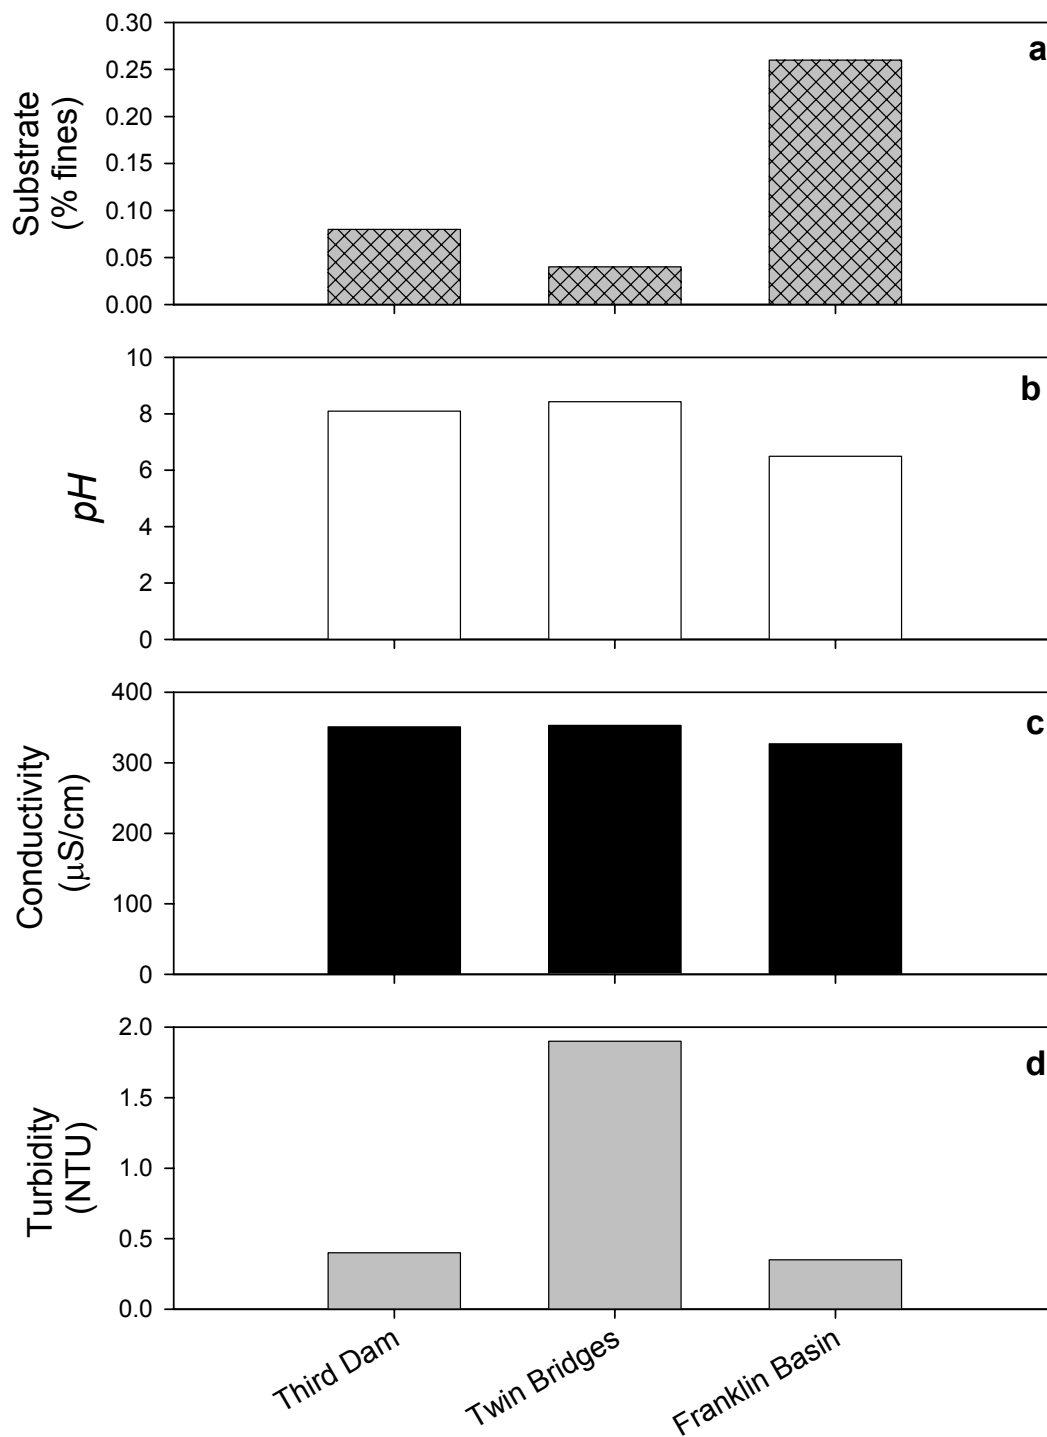 Substrate
(% fines)
0.30
0.25
0.20
0.15
0.10
0.05
0.00
a
pH
10
8
6
4
2
0
b
Conductivity
(µS/cm)
400
300
200
100
0
c
Turbidity
(NTU)
2.0
1.5
1.0
0.5
0.0
d
Third Dam
Twin Bridges
Franklin Basin